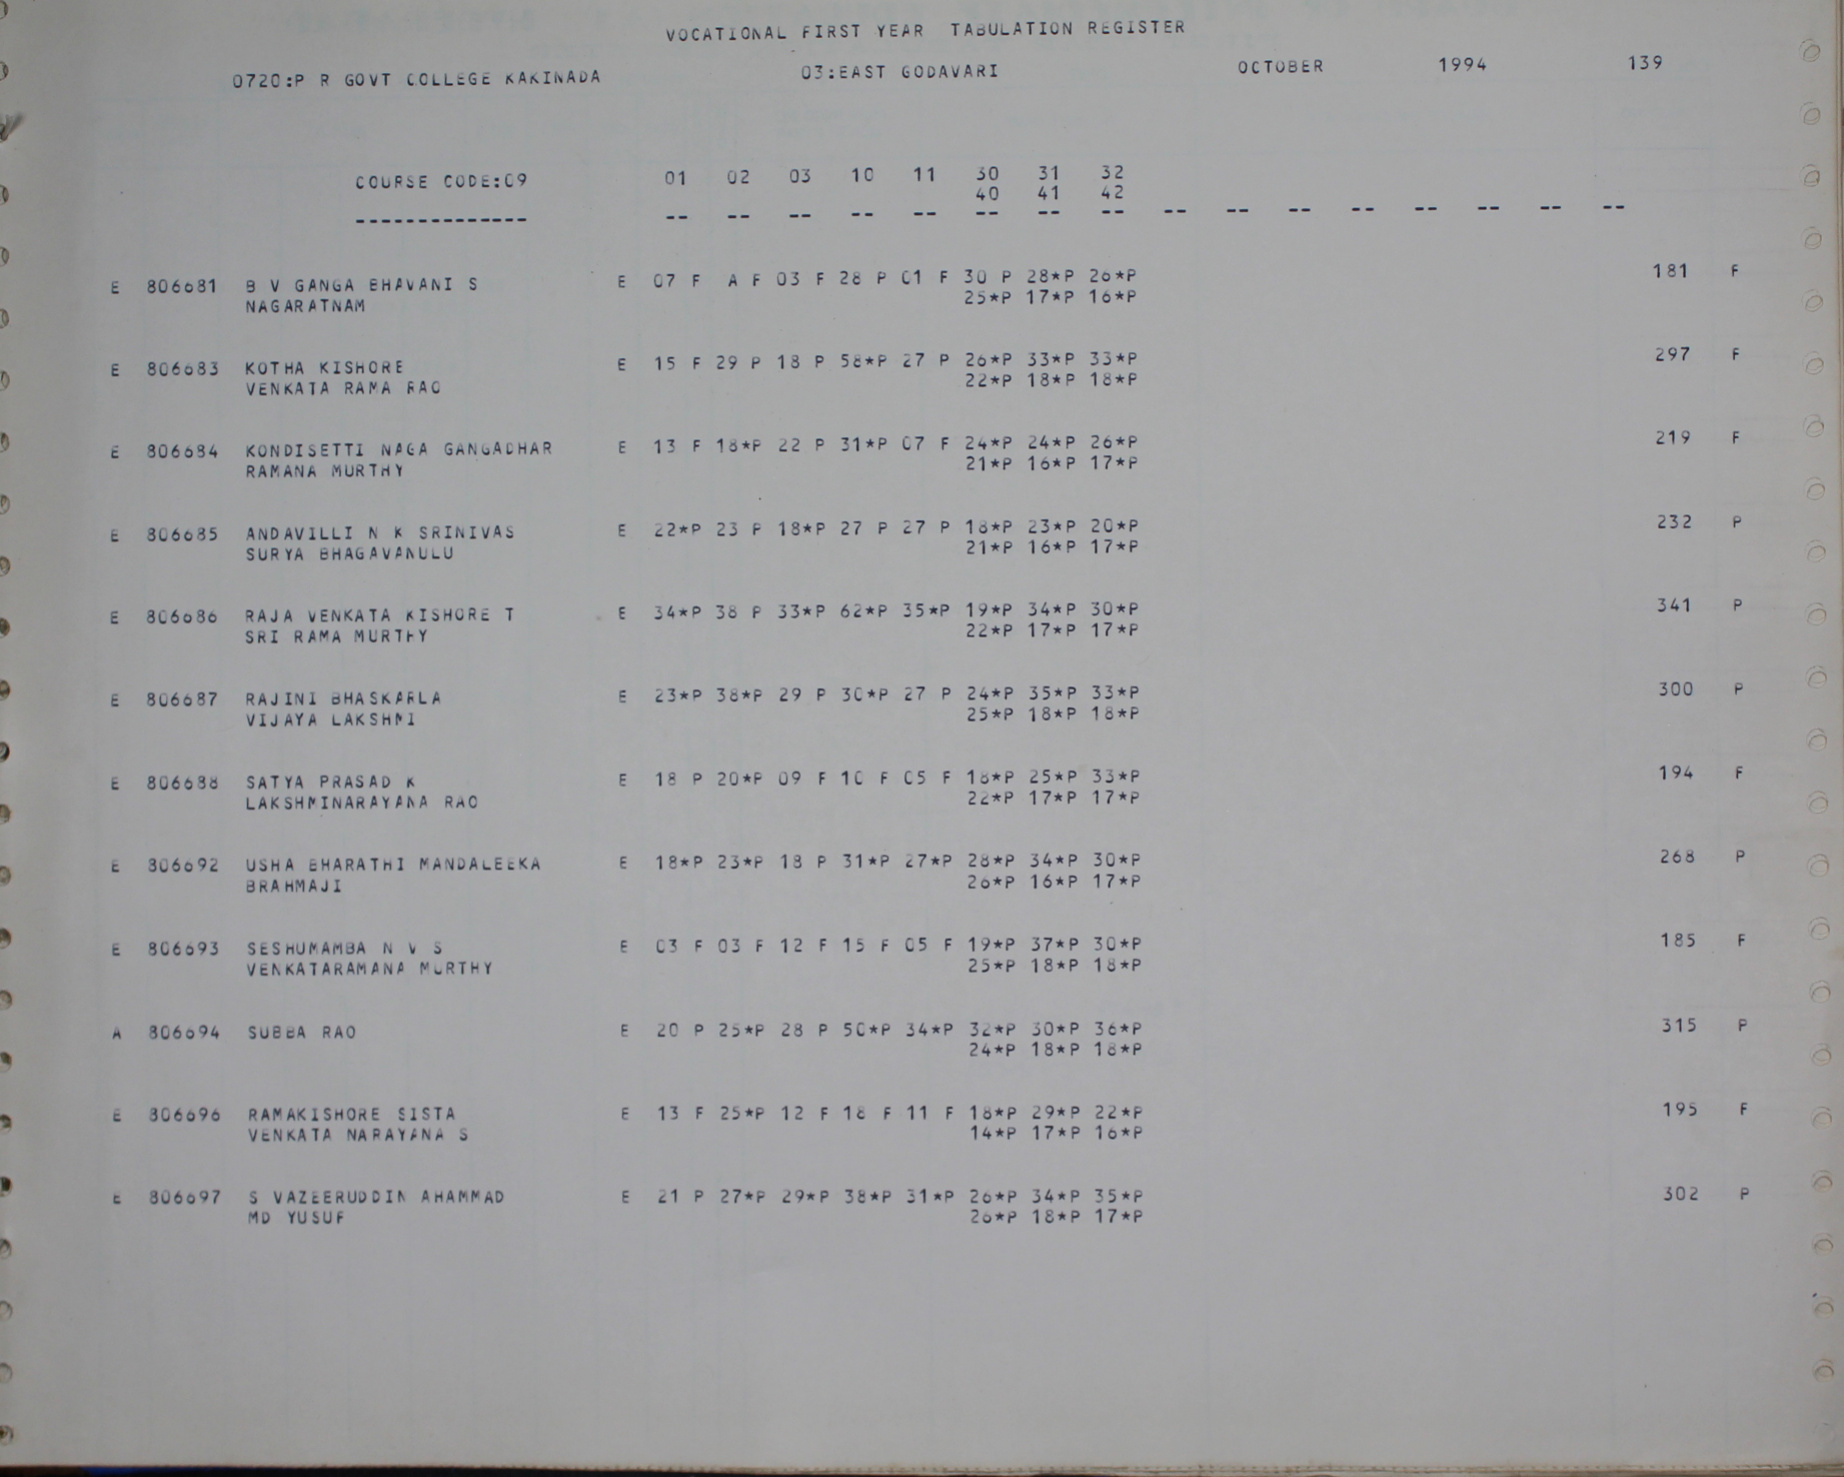 VOCATIONAL FIRST YEAR TABULATION REGISTER
0720:P R GOVT COLLEGE KAKINADA 03:EAST GODAVARI OCTOBER 1994 139
COURSE CODE:09 01 02 03 10 11 30 31 32
40 41 42
------------- -- -- -- -- -- -- -- -- -- -- -- -- -- -- -- --
E 806681 B V GANGA BHAVANI S E 07 F A F 03 F 28 P 01 F 30 P 28*P 26*P 181 F
NAGARATNAM 25*P 17*P 16*P
E 806683 KOTHA KISHORE E 15 F 29 P 18 P 58*P 27 P 26*P 33*P 33*P 297 F
VENKATA RAMA RAO 22*P 18*P 18*P
E 806684 KONDISETTI NAGA GANGADHAR E 13 F 18*P 22 P 31*P 07 F 24*P 24*P 26*P 219 F
RAMANA MURTHY 21*P 16*P 17*P
E 806685 ANDAVILLI N K SRINIVAS E 22*P 23 P 18*P 27 P 27 P 18*P 23*P 20*P 232 P
SURYA BHAGAVANULU 21*P 16*P 17*P
E 806686 RAJA VENKATA KISHORE T E 34*P 38 P 33*P 62*P 35*P 19*P 34*P 30*P 341 P
SRI RAMA MURTHY 22*P 17*P 17*P
E 806687 RAJINI BHASKARLA E 23*P 38*P 29 P 30*P 27 P 24*P 35*P 33*P 300 P
VIJAYA LAKSHMI 25*P 18*P 18*P
E 806688 SATYA PRASAD K E 18 P 20*P 09 F 10 F 05 F 18*P 25*P 33*P 194 F
LAKSHMINARAYANA RAO 22*P 17*P 17*P
E 806692 USHA BHARATHI MANDALEEKA E 18*P 23*P 18 P 31*P 27*P 28*P 34*P 30*P 268 P
BRAHMAJI 26*P 16*P 17*P
E 806693 SESHUMAMBA N V S E 03 F 03 F 12 F 15 F 05 F 19*P 37*P 30*P 185 F
VENKATARAMANA MURTHY 25*P 18*P 18*P
A 806694 SUBBA RAO E 20 P 25*P 28 P 50*P 34*P 32*P 30*P 36*P 315 P
24*P 18*P 18*P
E 806696 RAMAKISHORE SISTA E 13 F 25*P 12 F 18 F 11 F 18*P 29*P 22*P 195 F
VENKATA NARAYANA S 14*P 17*P 16*P
E 806697 S VAZEERUDDIN AHAMMAD E 21 P 27*P 29*P 38*P 31*P 26*P 34*P 35*P 302 P
MD YUSUF 26*P 18*P 17*P